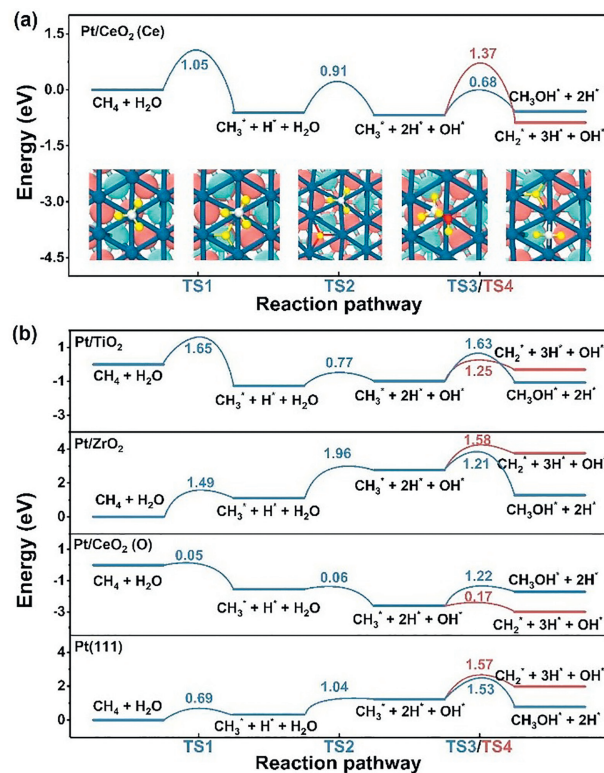 (a)
Pt/CeO₂ (Ce)
1.5
0.0
-1.5
-3.0
-4.5
Energy (eV)
1.05
0.91
1.37
0.68
CH₄ + H₂O
CH₃* + H* + H₂O
CH₃* + 2H* + OH*
CH₃OH* + 2H*
CH₂* + 3H* + OH*
TS1
TS2
TS3/TS4
Reaction pathway
(b)
Energy (eV)
Pt/TiO₂
1
-1
-3
1.65
0.77
1.63
1.25
CH₄ + H₂O
CH₃* + H* + H₂O
CH₃* + 2H* + OH*
CH₂* + 3H* + OH*
CH₃OH* + 2H*
Pt/ZrO₂
4
2
0
1.49
1.96
1.58
1.21
CH₄ + H₂O
CH₃* + H* + H₂O
CH₃* + 2H* + OH*
CH₂* + 3H* + OH*
CH₃OH* + 2H*
Energy (eV)
Pt/CeO₂ (O)
0
-3
0.05
0.06
1.22
0.17
CH₄ + H₂O
CH₃* + H* + H₂O
CH₃* + 2H* + OH*
CH₃OH* + 2H*
CH₂* + 3H* + OH*
Pt(111)
4
2
0
0.69
1.04
1.57
1.53
CH₄ + H₂O
CH₃* + H* + H₂O
CH₃* + 2H* + OH*
CH₂* + 3H* + OH*
CH₃OH* + 2H*
TS1
TS2
TS3/TS4
Reaction pathway